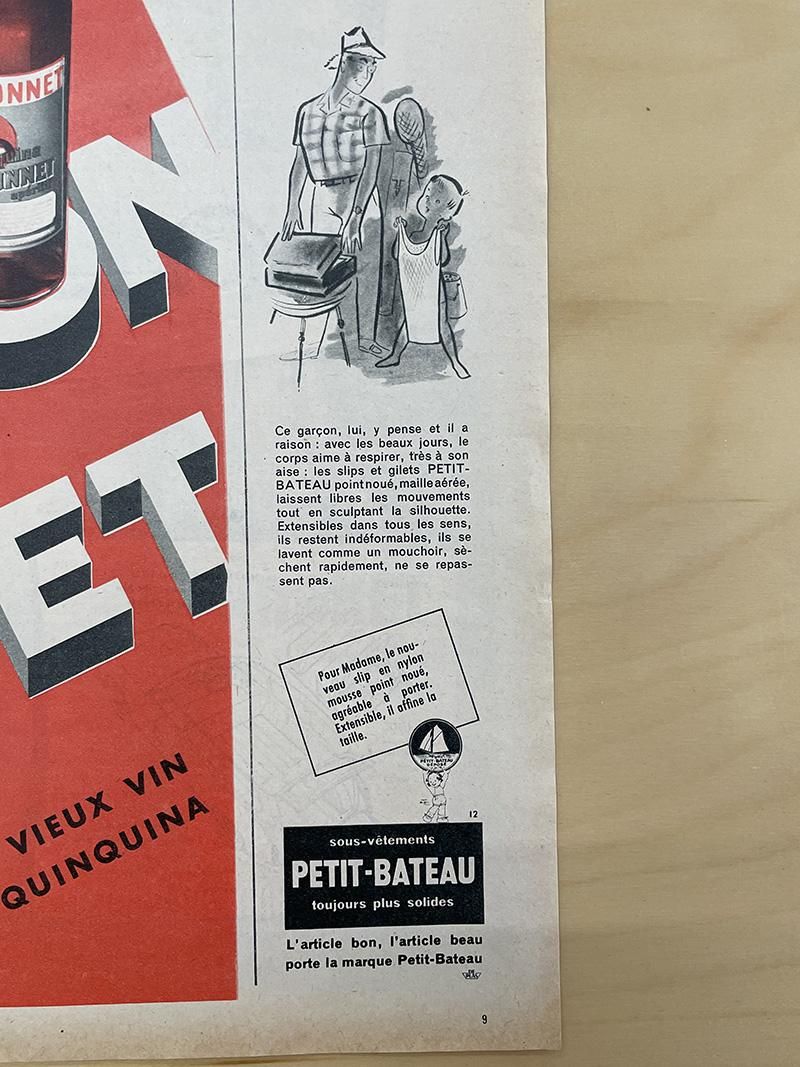 ONNET
NNET
ON
ET
VIEUX VIN
QUINQUINA
Ce garçon, lui, y pense et il a
raison : avec les beaux jours, le
corps aime à respirer, très à son
aise : les slips et gilets PETIT-
BATEAU point noué, maille aérée,
laissent libres les mouvements
tout en sculptant la silhouette.
Extensibles dans tous les sens,
ils restent indéformables, ils se
lavent comme un mouchoir, sè-
chent rapidement, ne se repas-
sent pas.
Pour Madame, le nou-
veau slip en nylon
mousse point noué,
agréable à porter.
Extensible, il affine la
taille.
PETIT-BATEAU
12
sous-vêtements
PETIT-BATEAU
toujours plus solides
L'article bon, l'article beau
porte la marque Petit-Bateau
9